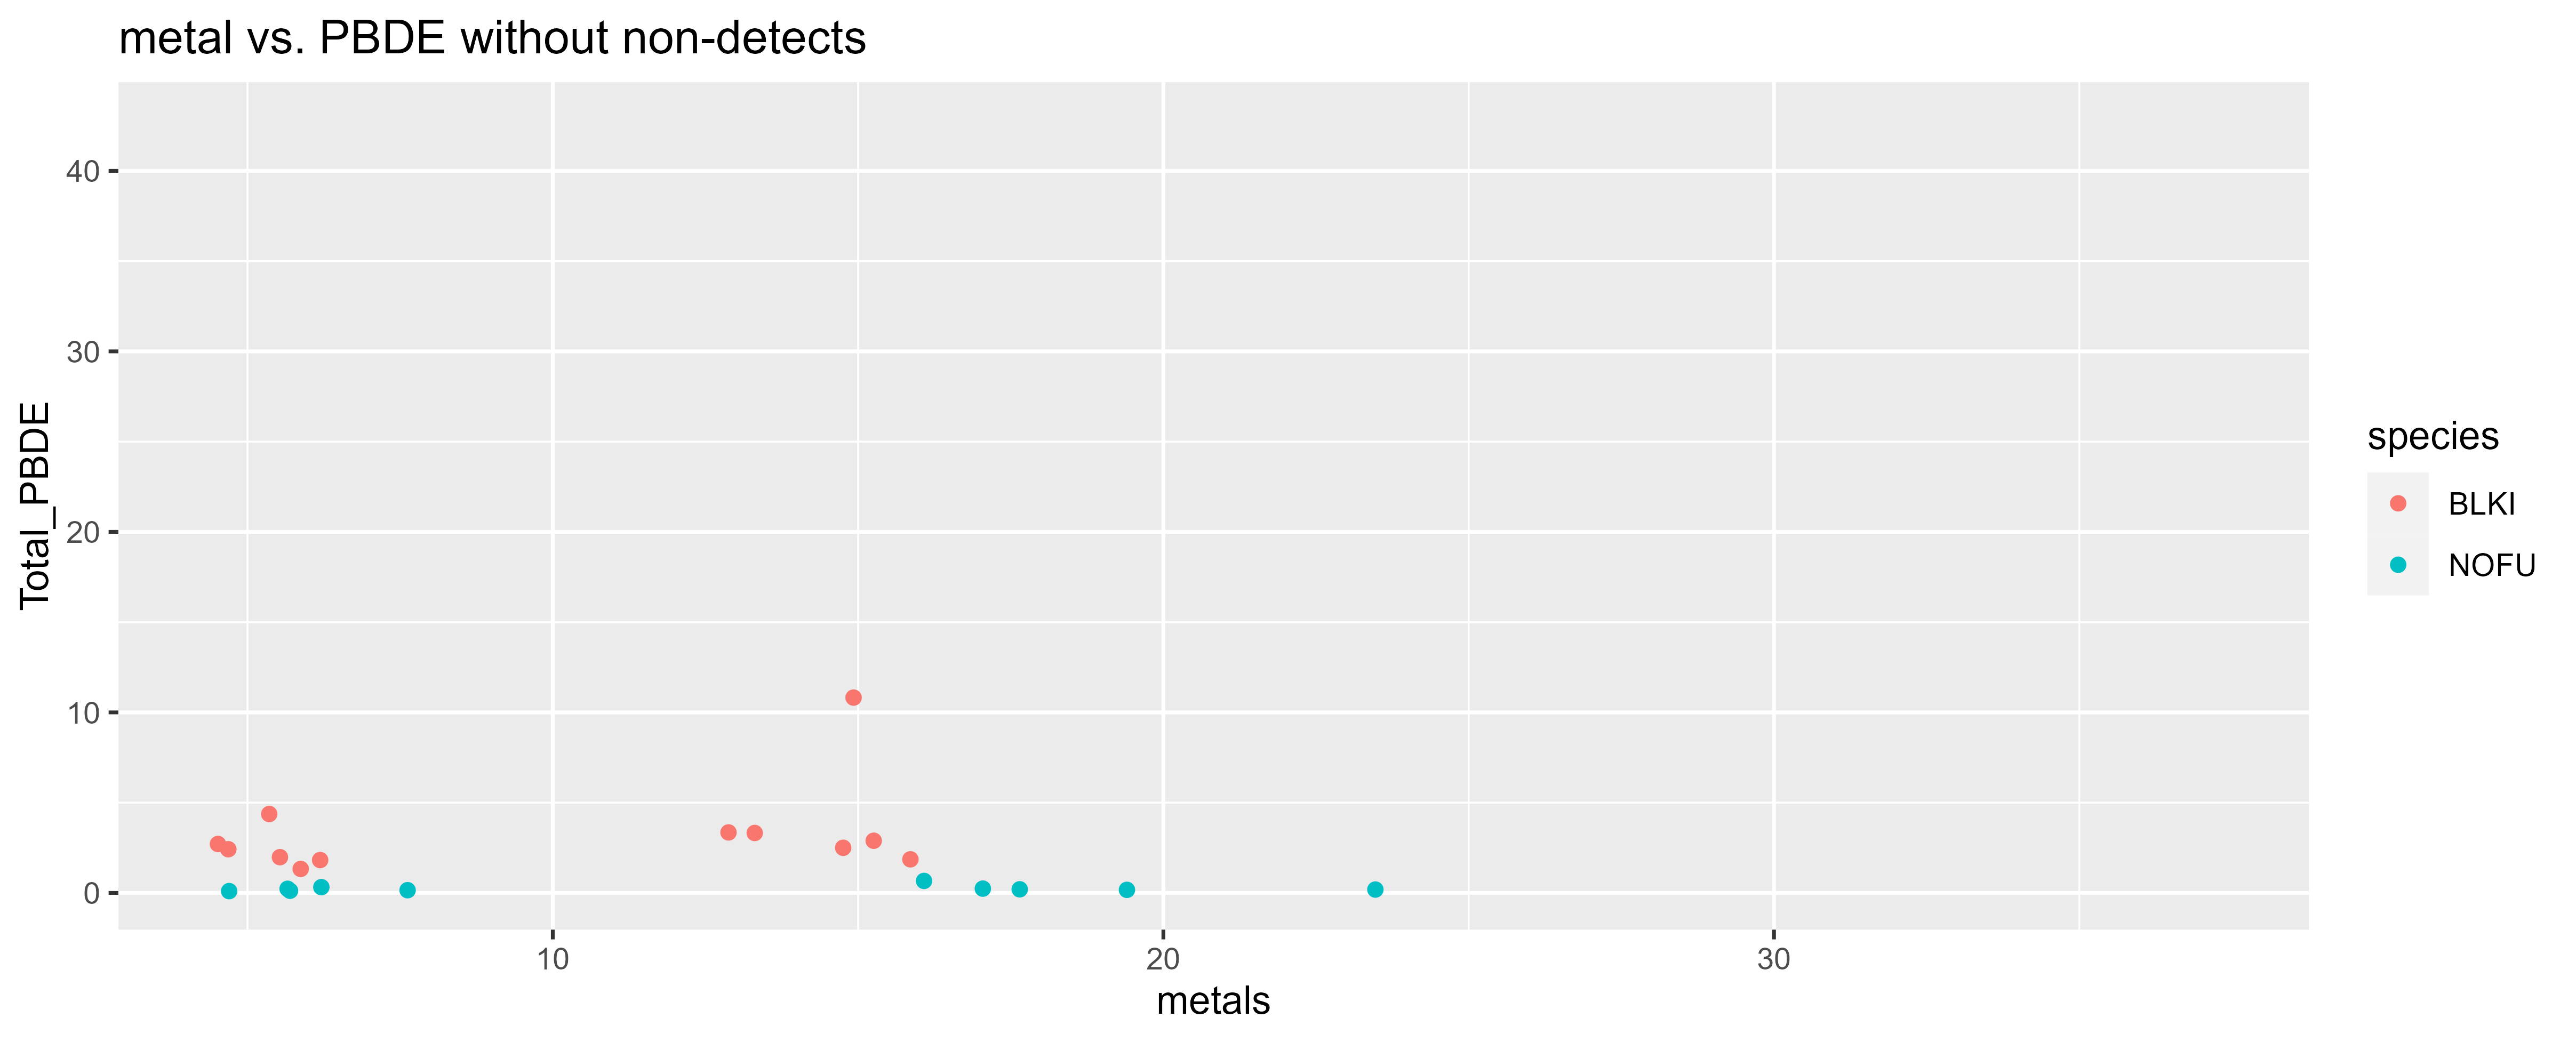 metal vs. PBDE without non-detects
Total_PBDE
40
30
20
10
0
10
20
30
metals
species
BLKI
NOFU